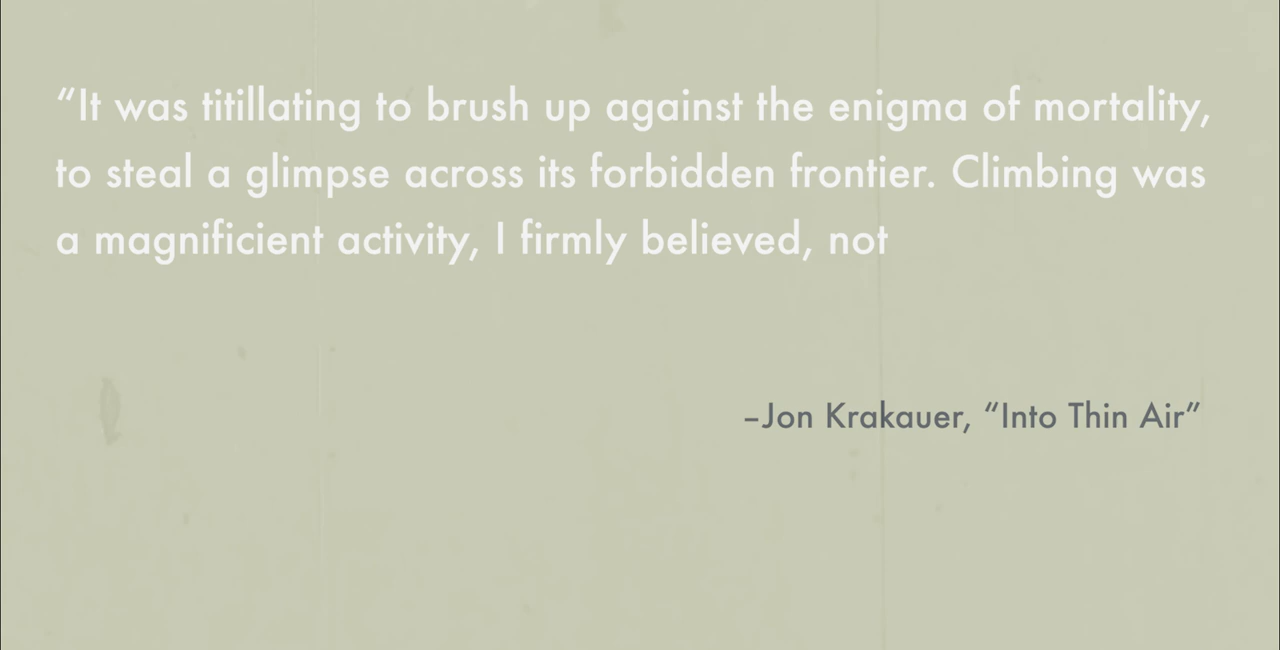 “It was titillating to brush up against the enigma of mortality,
to steal a glimpse across its forbidden frontier. Climbing was
a magnificient activity, I firmly believed, not
–Jon Krakauer, “Into Thin Air”